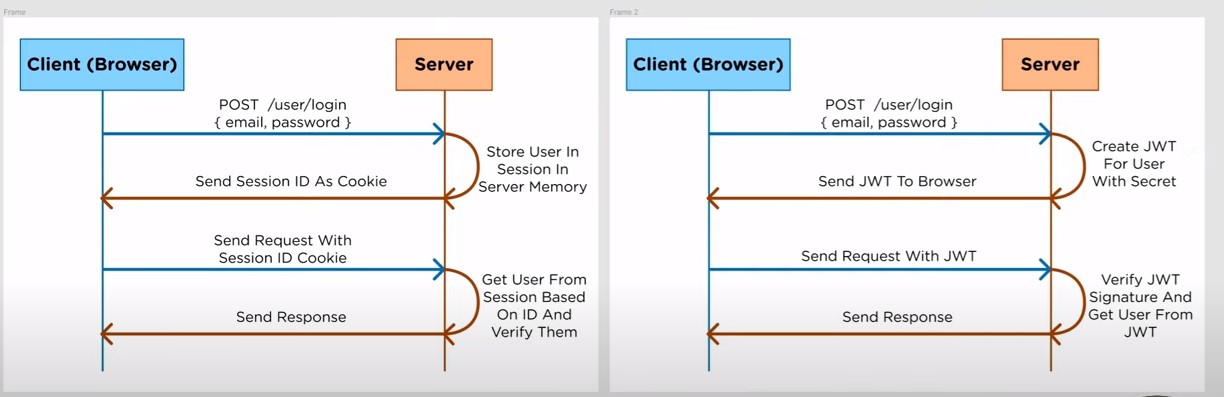 Frame
Client (Browser)
Server
POST /user/login
{ email, password }
Store User In
Session In
Server Memory
Send Session ID As Cookie
Send Request With
Session ID Cookie
Get User From
Session Based
On ID And
Verify Them
Send Response
Frame 2
Client (Browser)
Server
POST /user/login
{ email, password }
Create JWT
For User
With Secret
Send JWT To Browser
Send Request With JWT
Verify JWT
Signature And
Get User From
JWT
Send Response